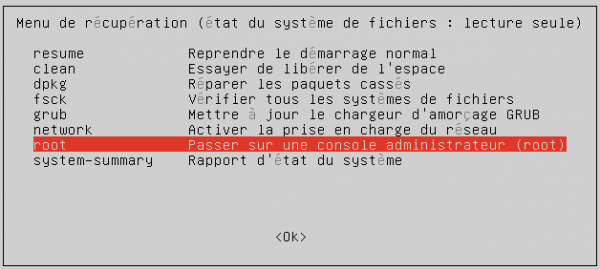 Menu de récupération (état du système de fichiers : lecture seule)
resume Reprendre le démarrage normal
clean Essayer de libérer de l'espace
dpkg Réparer les paquets cassés
fsck Vérifier tous les systèmes de fichiers
grub Mettre à jour le chargeur d'amorçage GRUB
network Activer la prise en charge du réseau
root Passer sur une console administrateur (root)
system-summary Rapport d'état du système
<Ok>